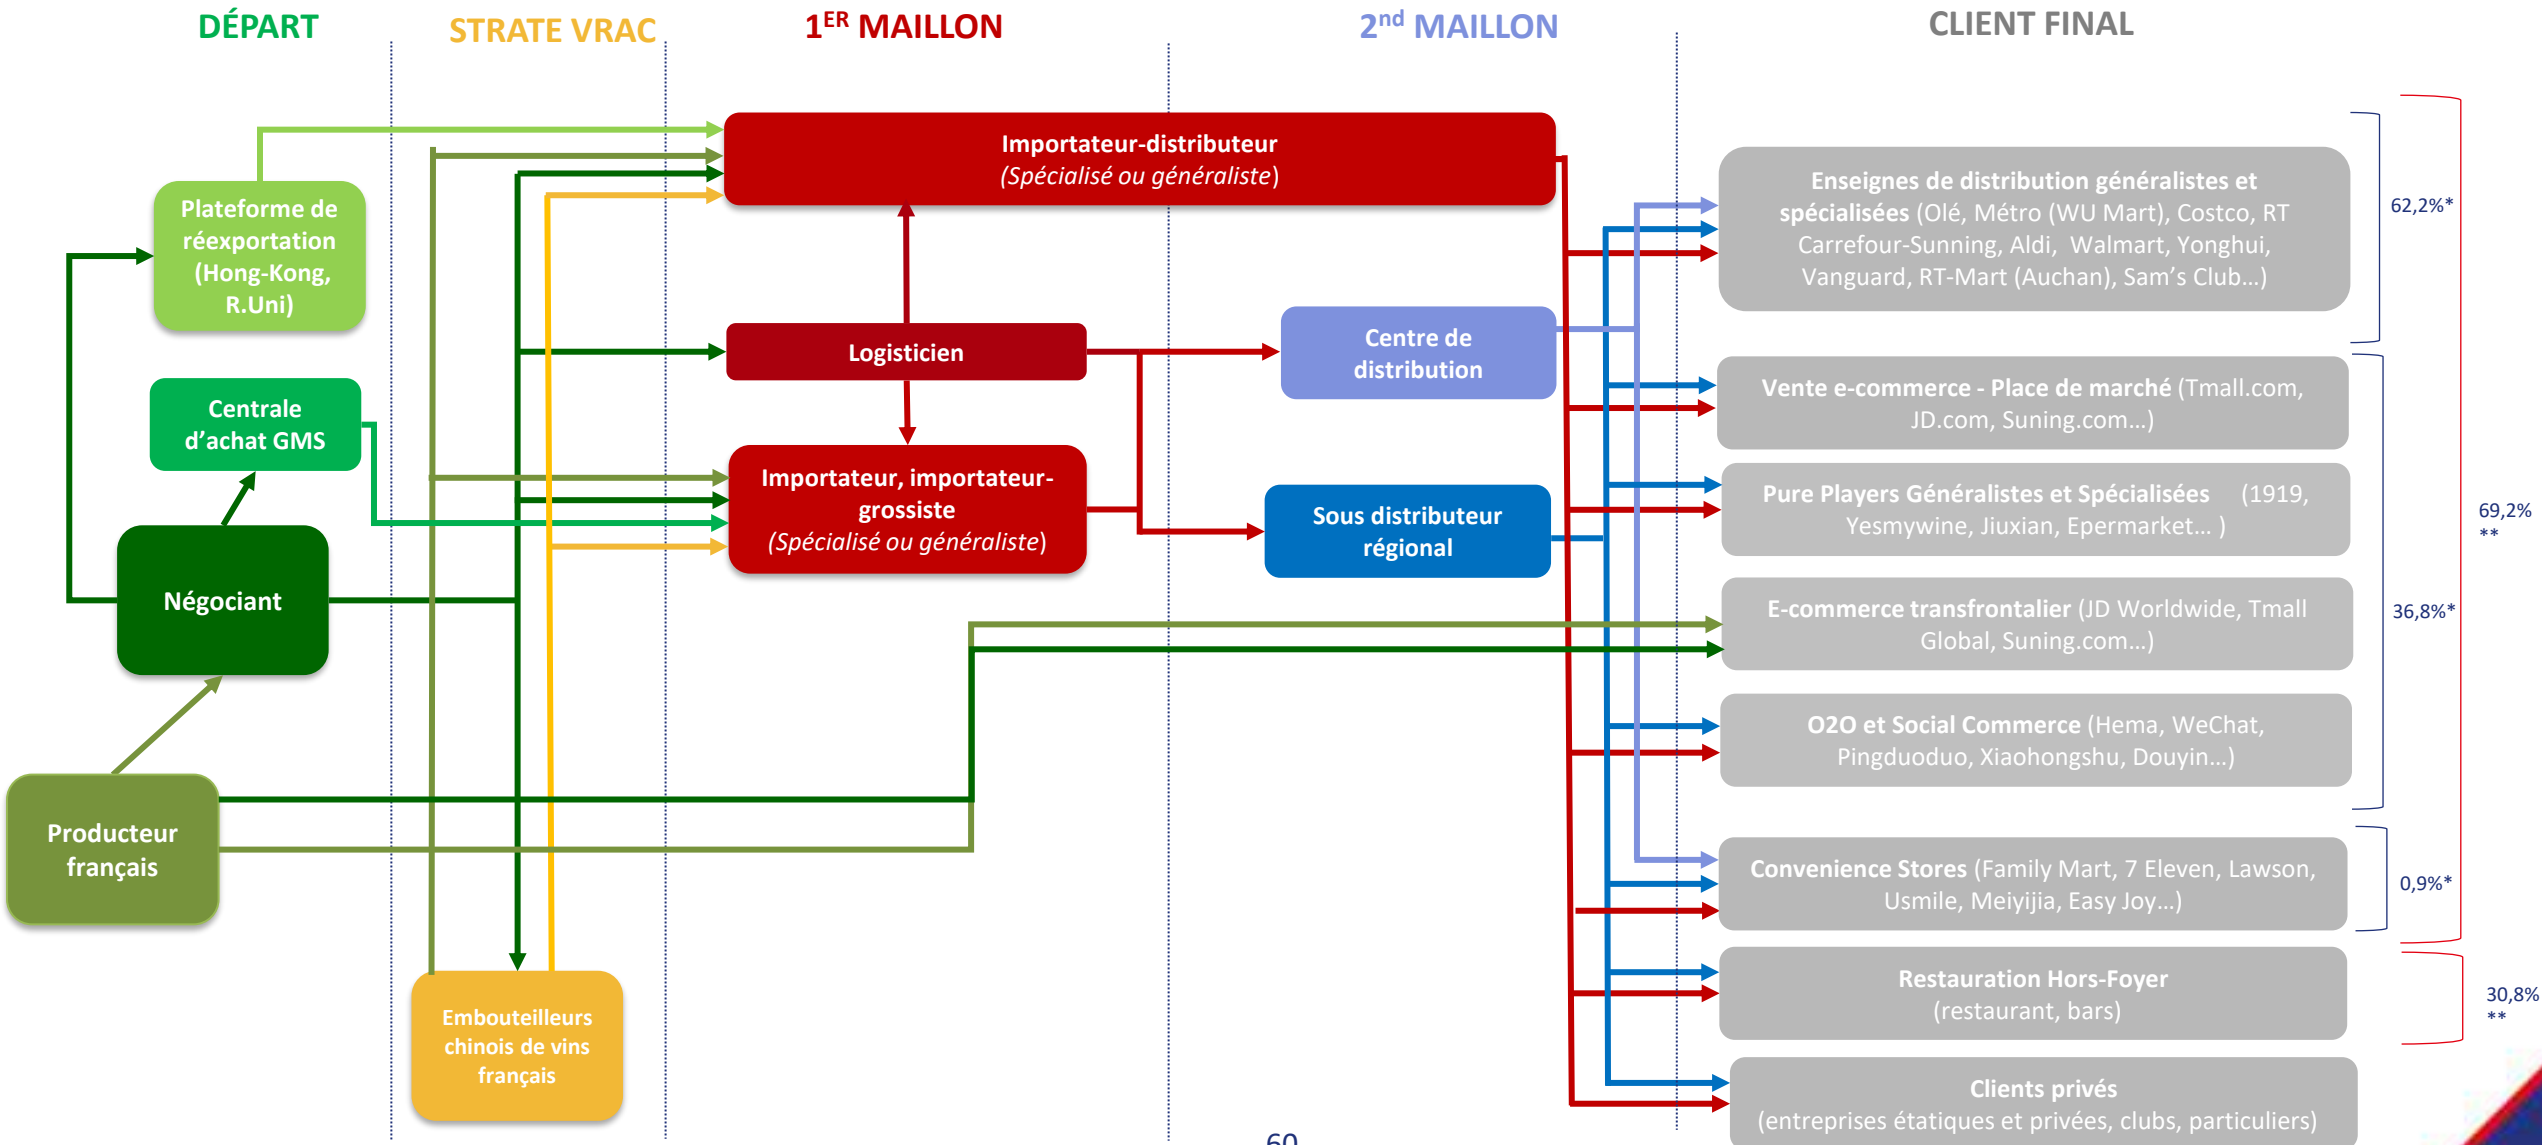 DÉPART
STRATE VRAC
1ER MAILLON
2nd MAILLON
CLIENT FINAL
Plateforme de
réexportation
(Hong-Kong,
R.Uni)
Centrale
d'achat GMS
Négociant
Producteur
français
Embouteilleurs
chinois de vins
français
Importateur-distributeur
(Spécialisé ou généraliste)
Logisticien
Importateur, importateur-
grossiste
(Spécialisé ou généraliste)
Centre de
distribution
Sous distributeur
régional
Enseignes de distribution généralistes et
spécialisées (Olé, Métro (WU Mart), Costco, RT
Carrefour-Sunning, Aldi, Walmart, Yonghui,
Vanguard, RT-Mart (Auchan), Sam's Club…)
Vente e-commerce - Place de marché (Tmall.com,
JD.com, Suning.com…)
Pure Players Généralistes et Spécialisées (1919,
Yesmywine, Jiuxian, Epermarket… )
E-commerce transfrontalier (JD Worldwide, Tmall
Global, Suning.com…)
O2O et Social Commerce (Hema, WeChat,
Pingduoduo, Xiaohongshu, Douyin…)
Convenience Stores (Family Mart, 7 Eleven, Lawson,
Usmile, Meiyijia, Easy Joy…)
Restauration Hors-Foyer
(restaurant, bars)
Clients privés
(entreprises étatiques et privées, clubs, particuliers)
62,2%*
36,8%*
0,9%*
69,2%
**
30,8%
**
60